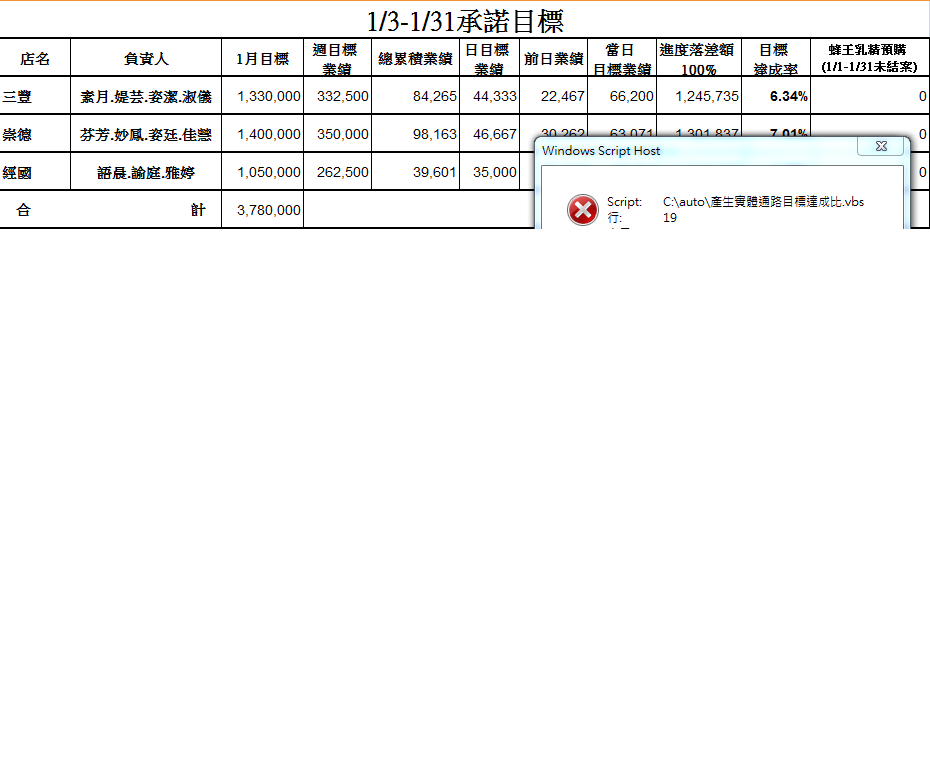 1/3-1/31承諾目標
店名 負責人 1月目標 週目標業績 總累積業績 日目標業績 前日業績 當日目標業績 進度落差額100% 目標達成率 蜂王乳精預購(1/1-1/31未結案)
三豐 素月.媞芸.姿潔.淑儀 1,330,000 332,500 84,265 44,333 22,467 66,200 1,245,735 6.34% 0
崇德 芬芳.妙鳳.姿廷.佳慧 1,400,000 350,000 98,163 46,667 30,262 63,071 1,301,837 7.01% 0
經國 語晨.諭庭.雅婷 1,050,000 262,500 39,601 35,000 0
合 計 3,780,000
Windows Script Host
Script: C:\auto\產生實體通路目標達成比.vbs
行: 19